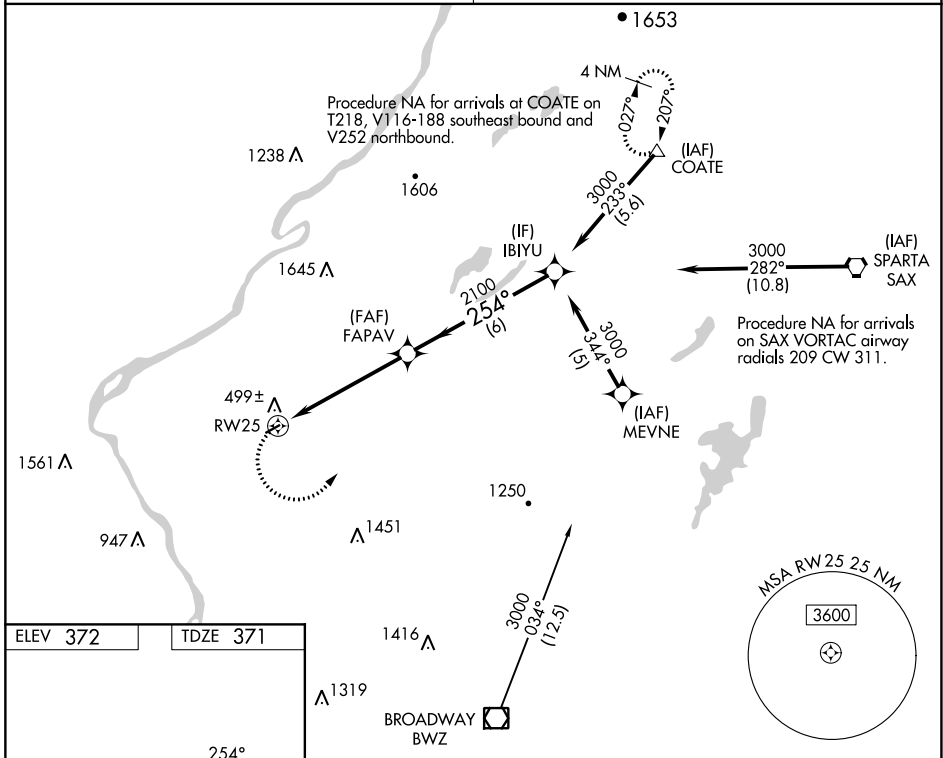 1653
4 NM
027°
207°
Procedure NA for arrivals at COATE on
T218, V116-188 southeast bound and
V252 northbound.
(IAF)
COATE
1238
1606
3000
233°
(5.6)
(IF)
IBIYU
3000
282°
(10.8)
(IAF)
SPARTA
SAX
1645
2100
254°
(6)
(FAF)
FAPAV
Procedure NA for arrivals
on SAX VORTAC airway
radials 209 CW 311.
3000
344°
(5)
(IAF)
MEVNE
499±
RW25
1561
1250
947
1451
MSA RW25 25 NM
3600
3000
034°
(12.5)
ELEV 372
TDZE 371
1416
1319
BROADWAY
BWZ
254°